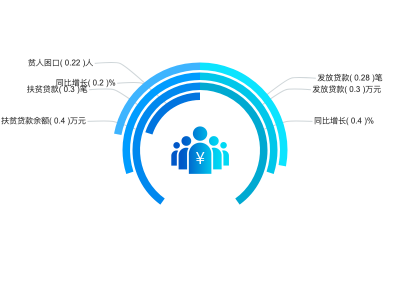 贫人困口( 0.22 )人
同比增长( 0.2 )%
扶贫贷款( 0.3 )笔
扶贫贷款余额( 0.4 )万元
发放贷款( 0.28 )笔
发放贷款( 0.3 )万元
同比增长( 0.4 )%
¥